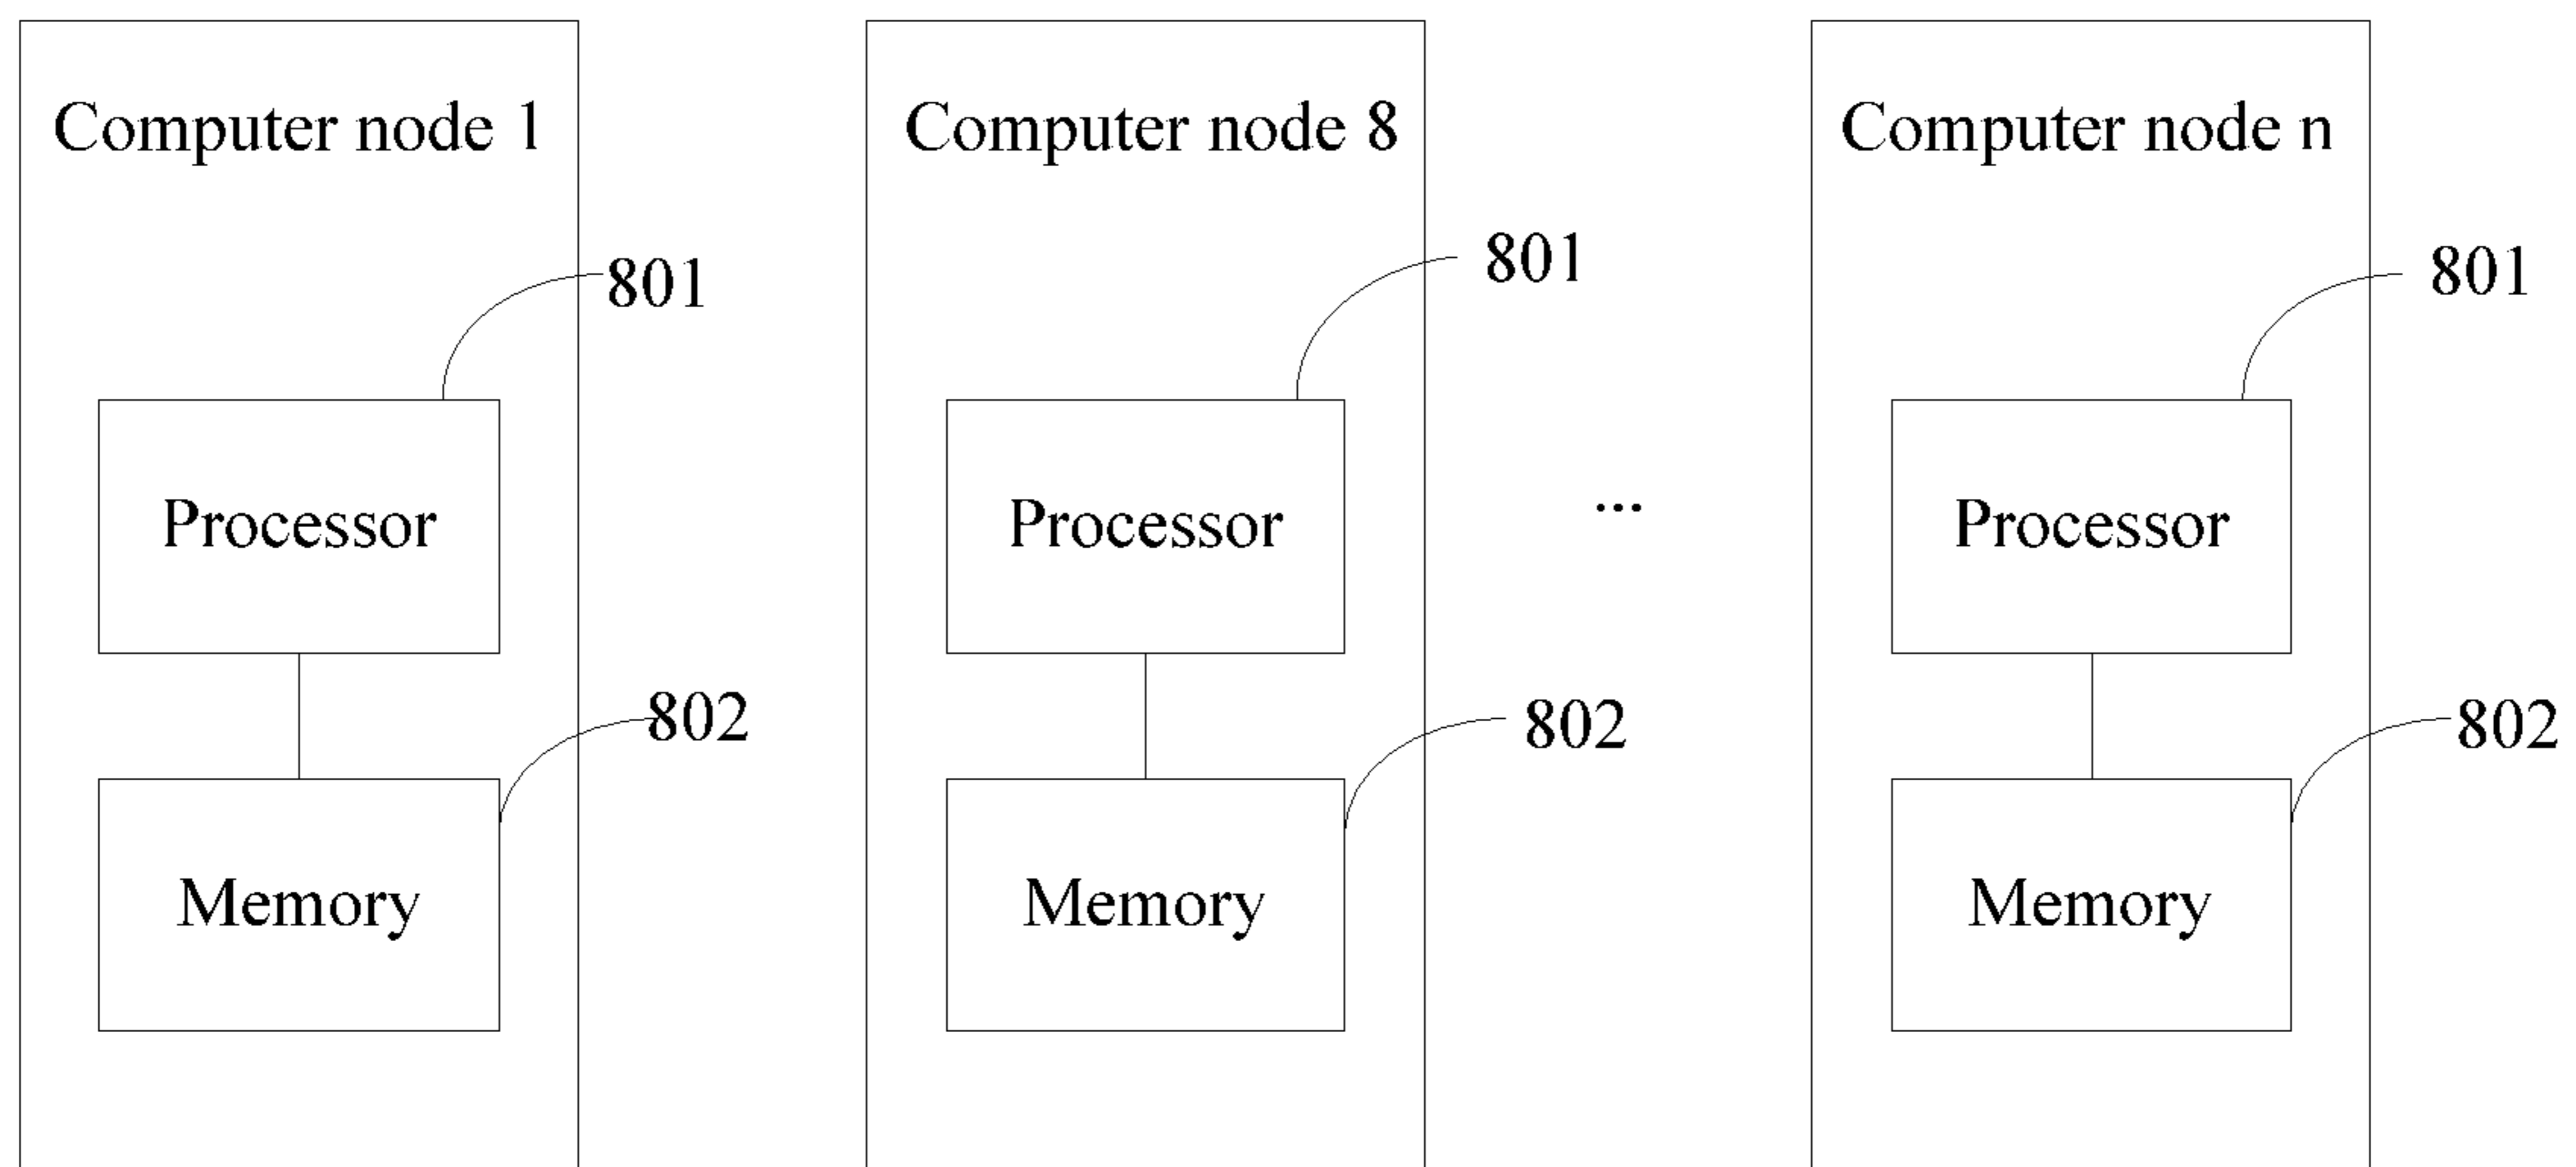 Computer node 1
801
Processor
802
Memory
Computer node 8
801
Processor
802
Memory
...
Computer node n
801
Processor
802
Memory